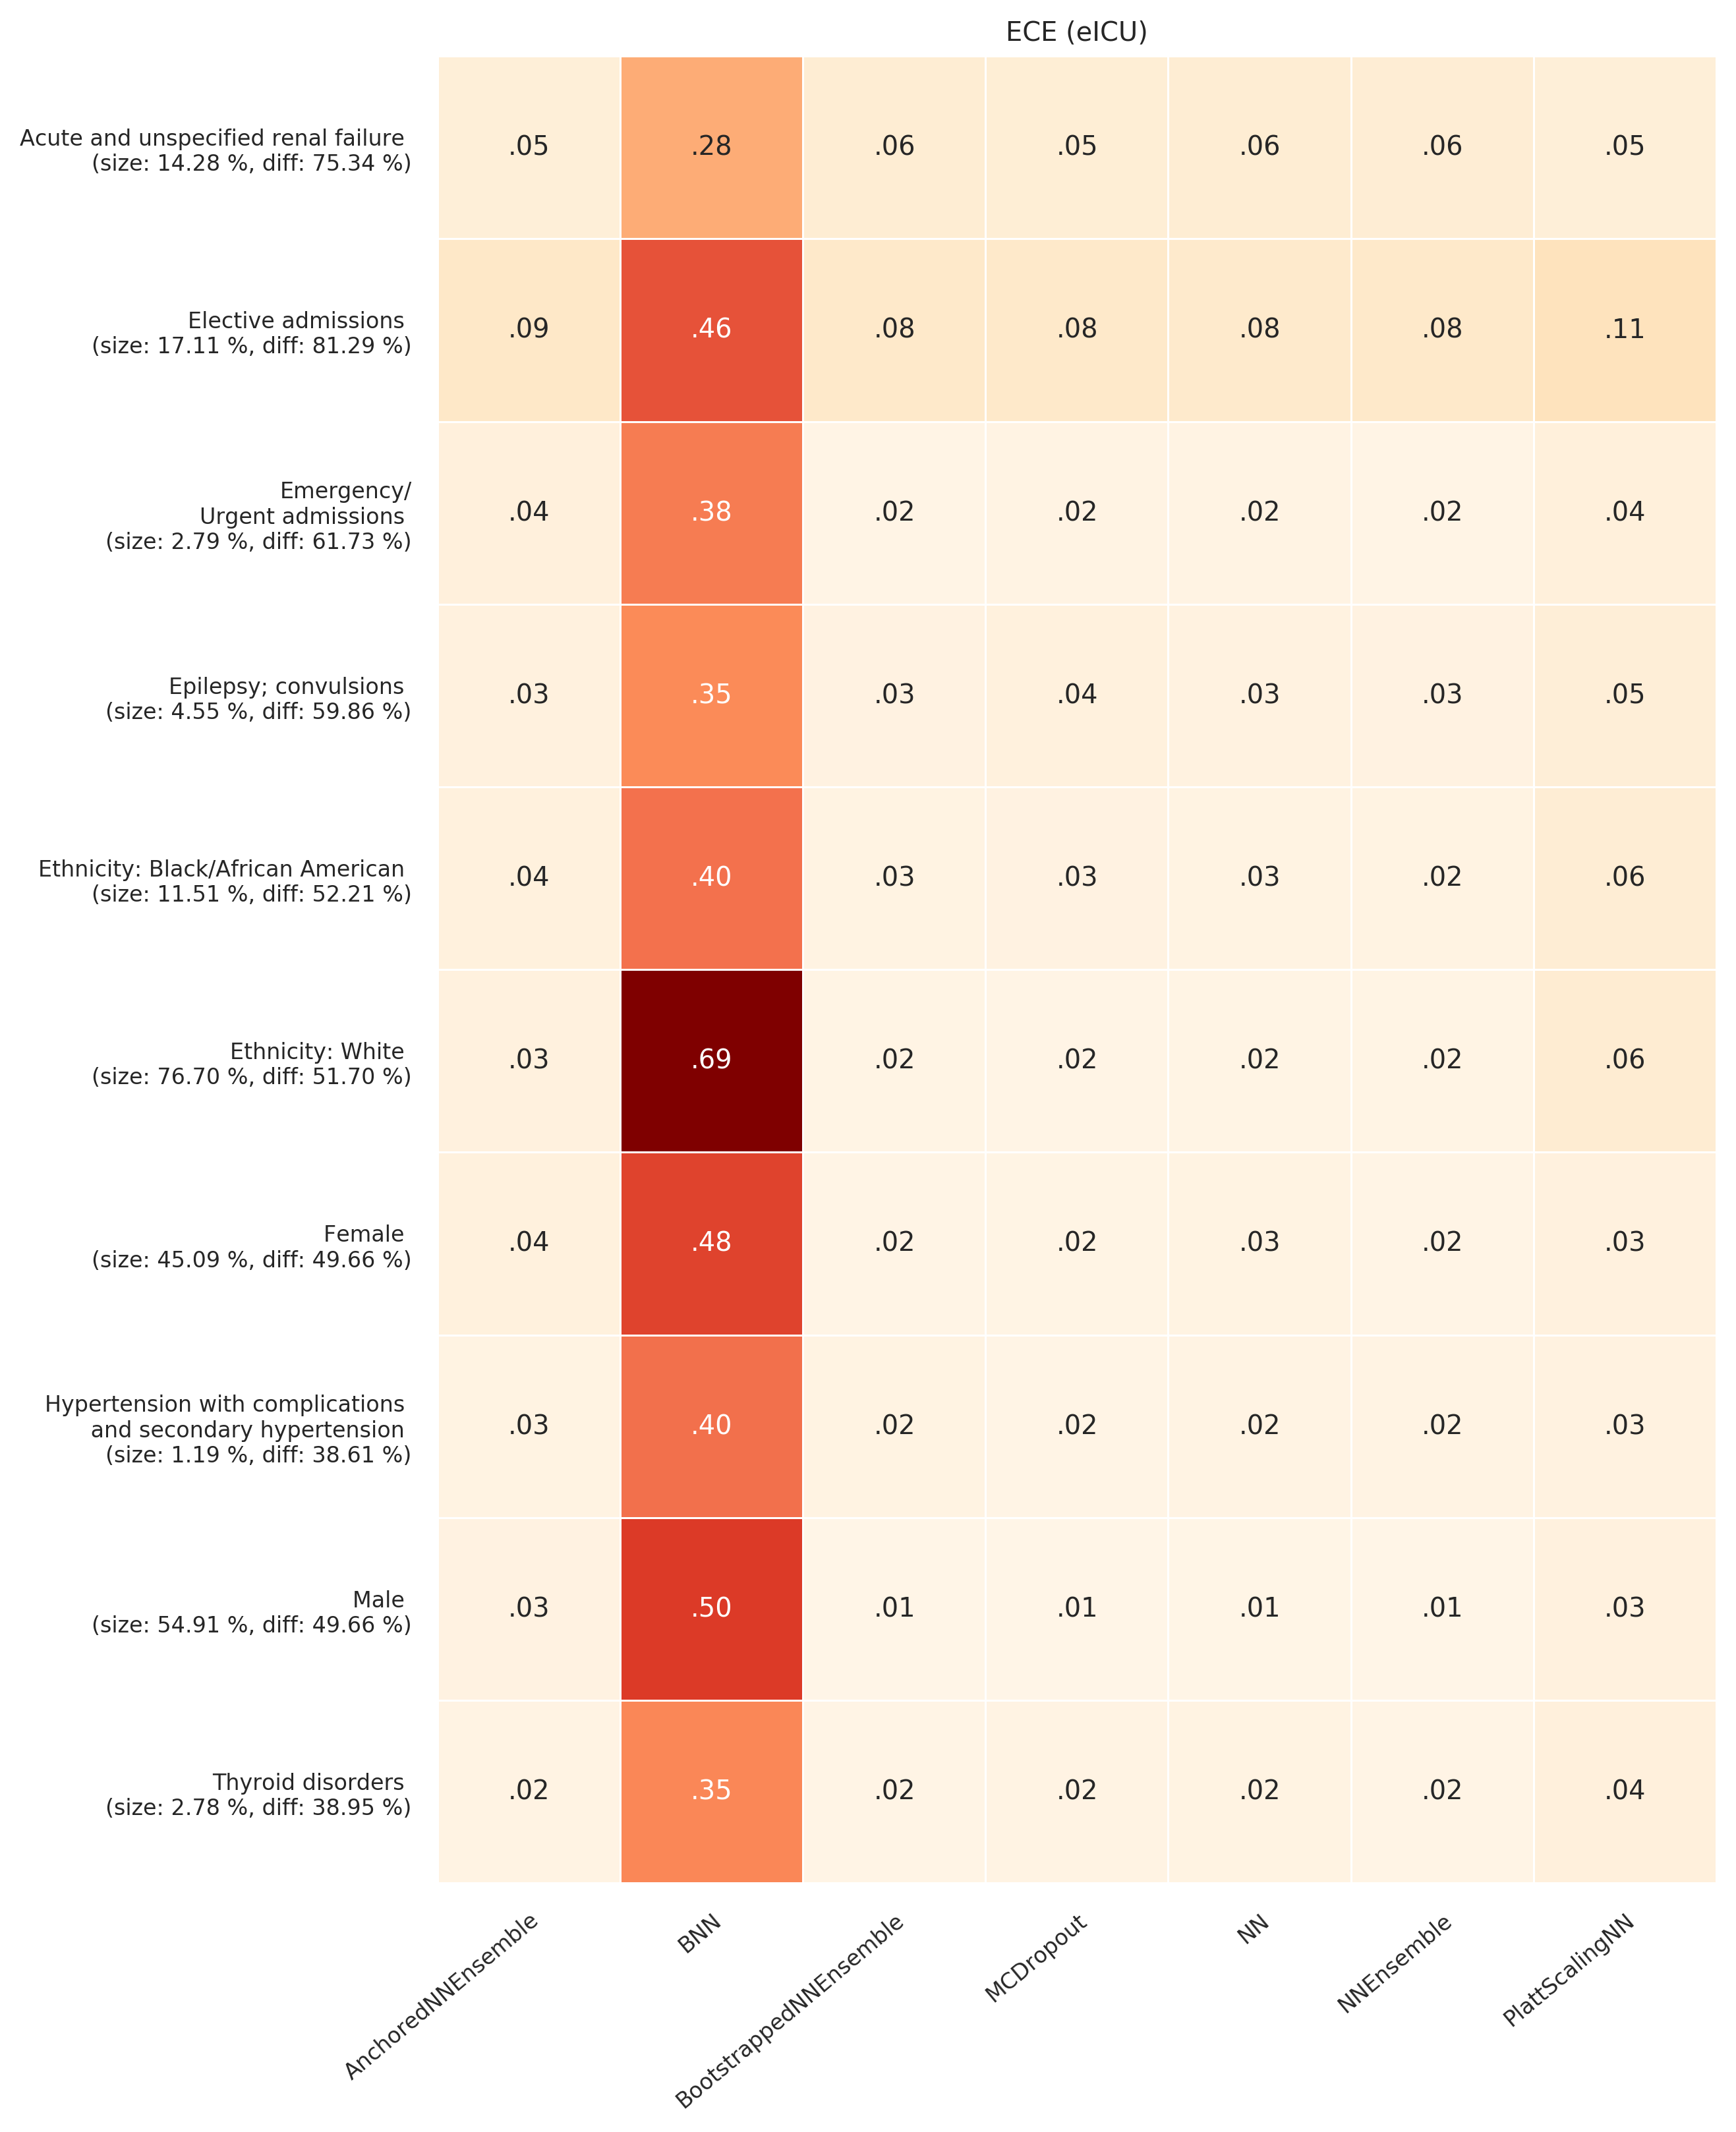 ECE (eICU)
Acute and unspecified renal failure
(size: 14.28 %, diff: 75.34 %)
.05 .28 .06 .05 .06 .06 .05
Elective admissions
(size: 17.11 %, diff: 81.29 %)
.09 .46 .08 .08 .08 .08 .11
Emergency/
Urgent admissions
(size: 2.79 %, diff: 61.73 %)
.04 .38 .02 .02 .02 .02 .04
Epilepsy; convulsions
(size: 4.55 %, diff: 59.86 %)
.03 .35 .03 .04 .03 .03 .05
Ethnicity: Black/African American
(size: 11.51 %, diff: 52.21 %)
.04 .40 .03 .03 .03 .02 .06
Ethnicity: White
(size: 76.70 %, diff: 51.70 %)
.03 .69 .02 .02 .02 .02 .06
Female
(size: 45.09 %, diff: 49.66 %)
.04 .48 .02 .02 .03 .02 .03
Hypertension with complications
and secondary hypertension
(size: 1.19 %, diff: 38.61 %)
.03 .40 .02 .02 .02 .02 .03
Male
(size: 54.91 %, diff: 49.66 %)
.03 .50 .01 .01 .01 .01 .03
Thyroid disorders
(size: 2.78 %, diff: 38.95 %)
.02 .35 .02 .02 .02 .02 .04
AnchoredNNEnsemble
BNN
BootstrappedNNEnsemble
MCDropout
NN
NNEnsemble
PlattScalingNN